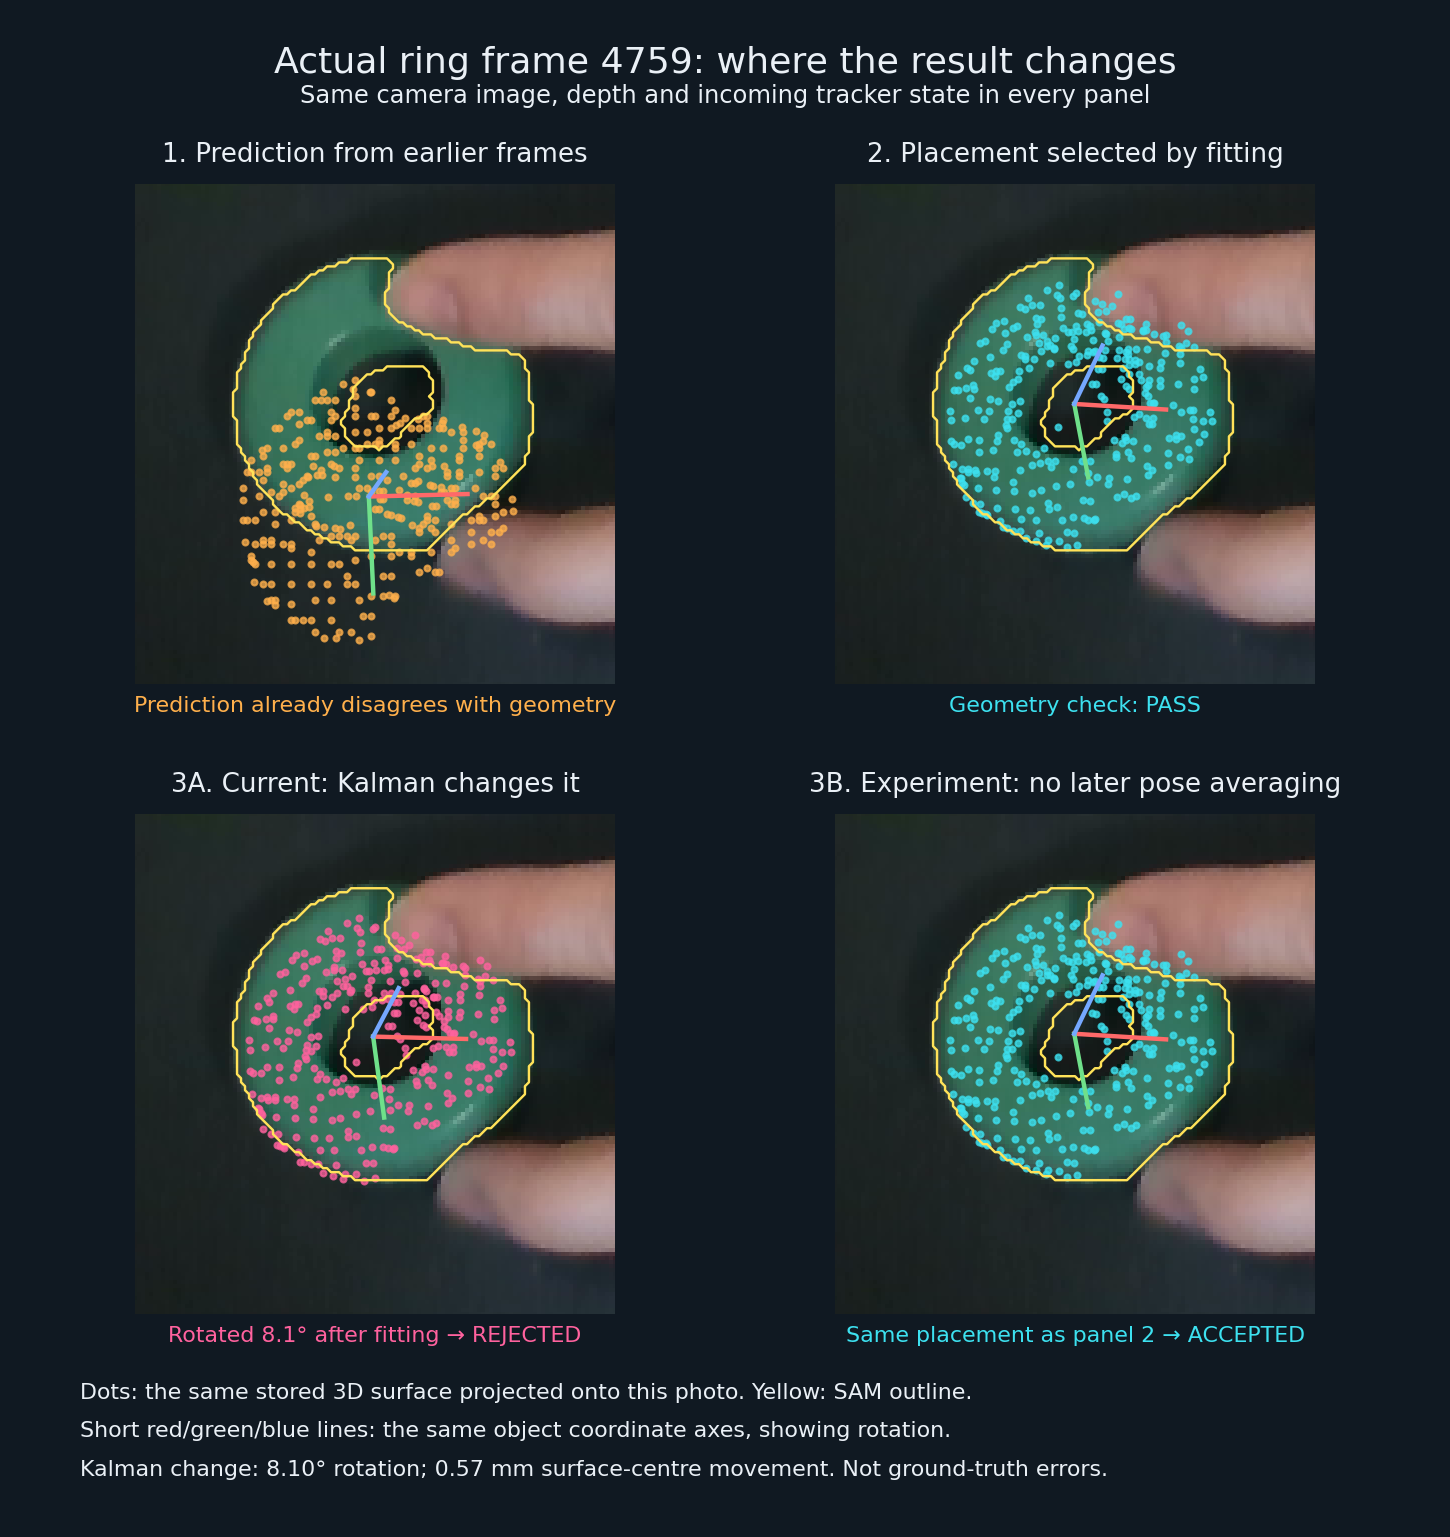 Actual ring frame 4759: where the result changes
Same camera image, depth and incoming tracker state in every panel
1. Prediction from earlier frames
2. Placement selected by fitting
Prediction already disagrees with geometry
Geometry check: PASS
3A. Current: Kalman changes it
3B. Experiment: no later pose averaging
Rotated 8.1° after fitting → REJECTED
Same placement as panel 2 → ACCEPTED
Dots: the same stored 3D surface projected onto this photo. Yellow: SAM outline.
Short red/green/blue lines: the same object coordinate axes, showing rotation.
Kalman change: 8.10° rotation; 0.57 mm surface-centre movement. Not ground-truth errors.